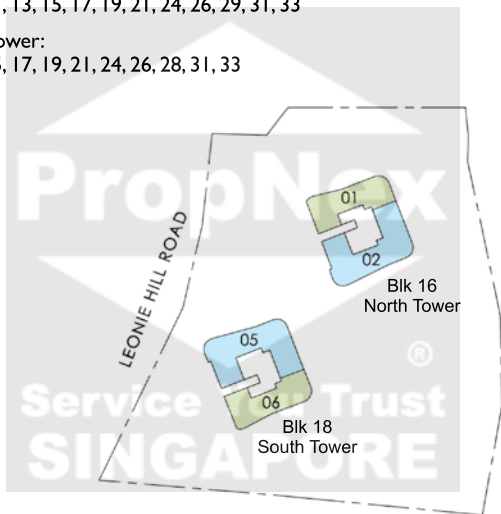 , 13, 15, 17, 19, 21, 24, 26, 29, 31, 33
ower:
, 17, 19, 21, 24, 26, 28, 31, 33
PropNex
LEONIE HILL ROAD
01
02
Blk 16
North Tower
05
06
®
Service You Trust
Blk 18
South Tower
SINGAPORE